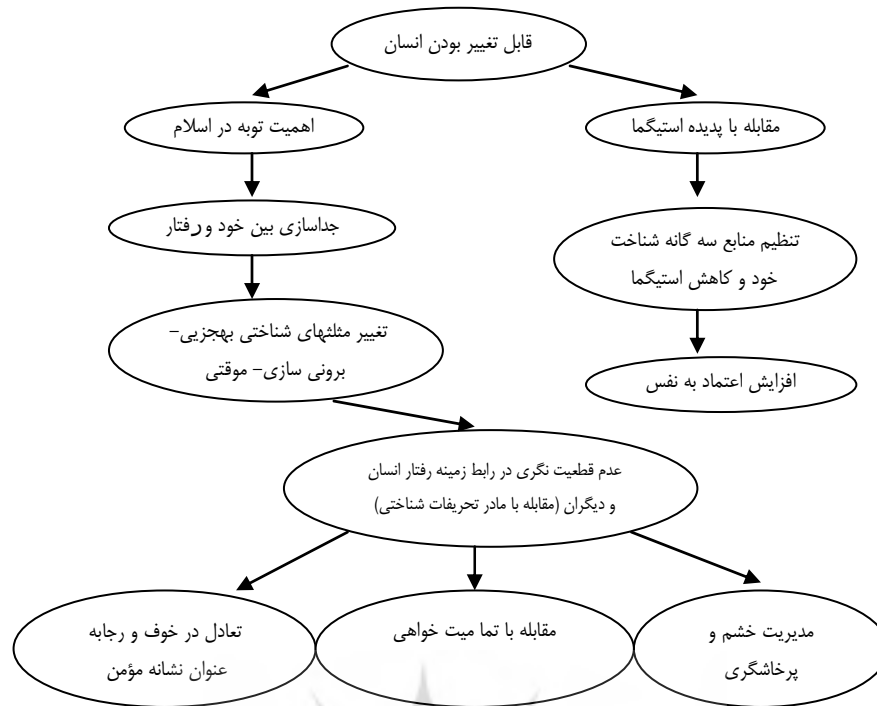 قابل تغییر بودن انسان
مقابله با پدیده استیگما
اهمیت توبه در اسلام
تنظیم منابع سه گانه شناخت
خود و کاهش استیگما
جداسازی بین خود و رفتار
تغییر مثلثهای شناختی بهجزیی-
برونی سازی- موقتی
افزایش اعتماد به نفس
عدم قطعیت نگری در رابط زمینه رفتار انسان
و دیگران (مقابله با مادر تحریفات شناختی)
مدیریت خشم و
پرخاشگری
مقابله با تما میت خواهی
تعادل در خوف و رجابه
عنوان نشانه مؤمن